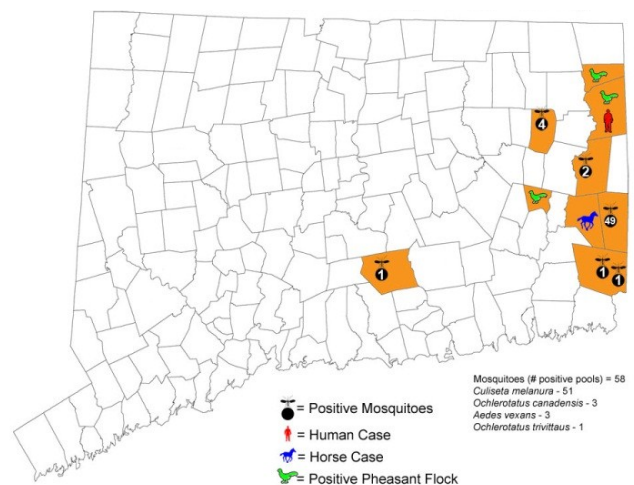 4
2
49
1
1
1
Mosquitoes (# positive pools) = 58
Culiseta melanura - 51
Ochlerotatus canadensis - 3
Aedes vexans - 3
Ochlerotatus trivittaus - 1
= Positive Mosquitoes
= Human Case
= Horse Case
= Positive Pheasant Flock